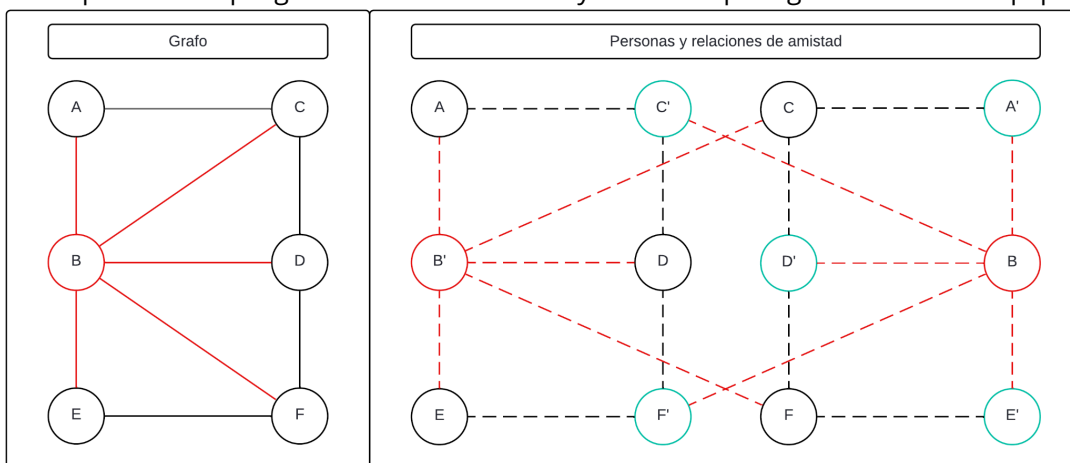 Grafo
Personas y relaciones de amistad
A C A C' C A'
B D B' D D' B
E F E F' F E'